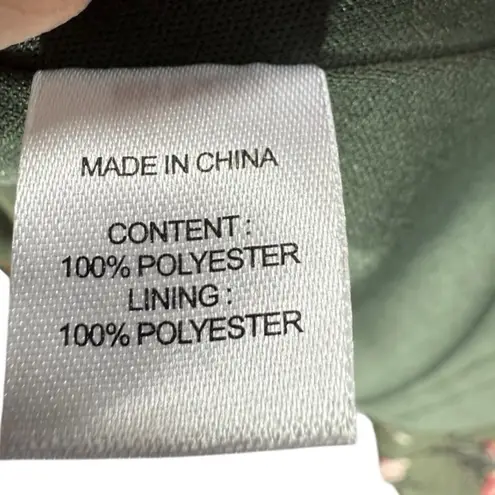 MADE IN CHINA
CONTENT :
100% POLYESTER
LINING :
100% POLYESTER